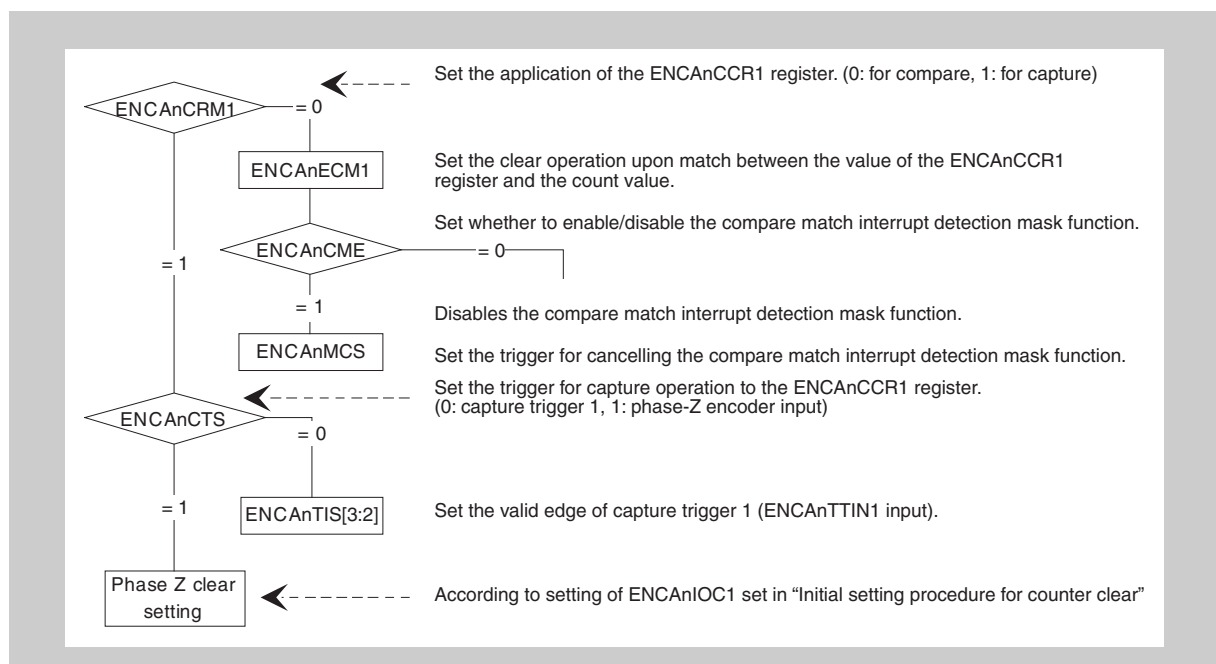 Set the application of the ENCAnCCR1 register. (0: for compare, 1: for capture)
ENCAnCRM1
= 0
ENCAnECM1
Set the clear operation upon match between the value of the ENCAnCCR1
register and the count value.
Set whether to enable/disable the compare match interrupt detection mask function.
ENCAnCME
= 0
= 1
= 1
Disables the compare match interrupt detection mask function.
ENCAnMCS
Set the trigger for cancelling the compare match interrupt detection mask function.
Set the trigger for capture operation to the ENCAnCCR1 register.
(0: capture trigger 1, 1: phase-Z encoder input)
ENCAnCTS
= 0
= 1
ENCAnTIS[3:2]
Set the valid edge of capture trigger 1 (ENCAnTTIN1 input).
Phase Z clear
setting
According to setting of ENCAnIOC1 set in “Initial setting procedure for counter clear”